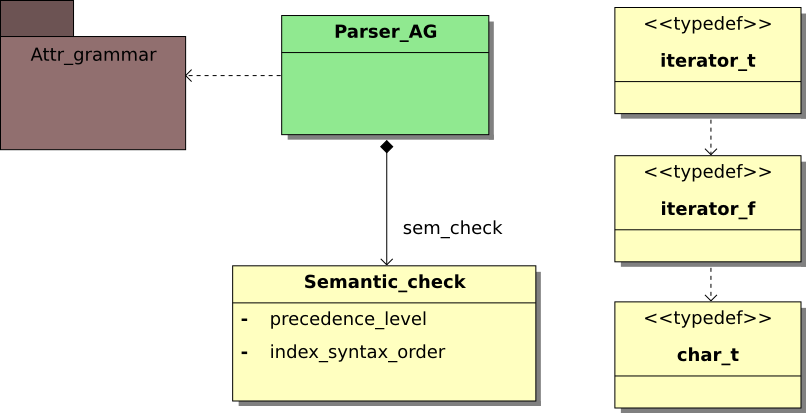 Attr_grammar
Parser_AG
sem_check
Semantic_check
- precedence_level
- index_syntax_order
<<typedef>>
iterator_t
<<typedef>>
iterator_f
<<typedef>>
char_t